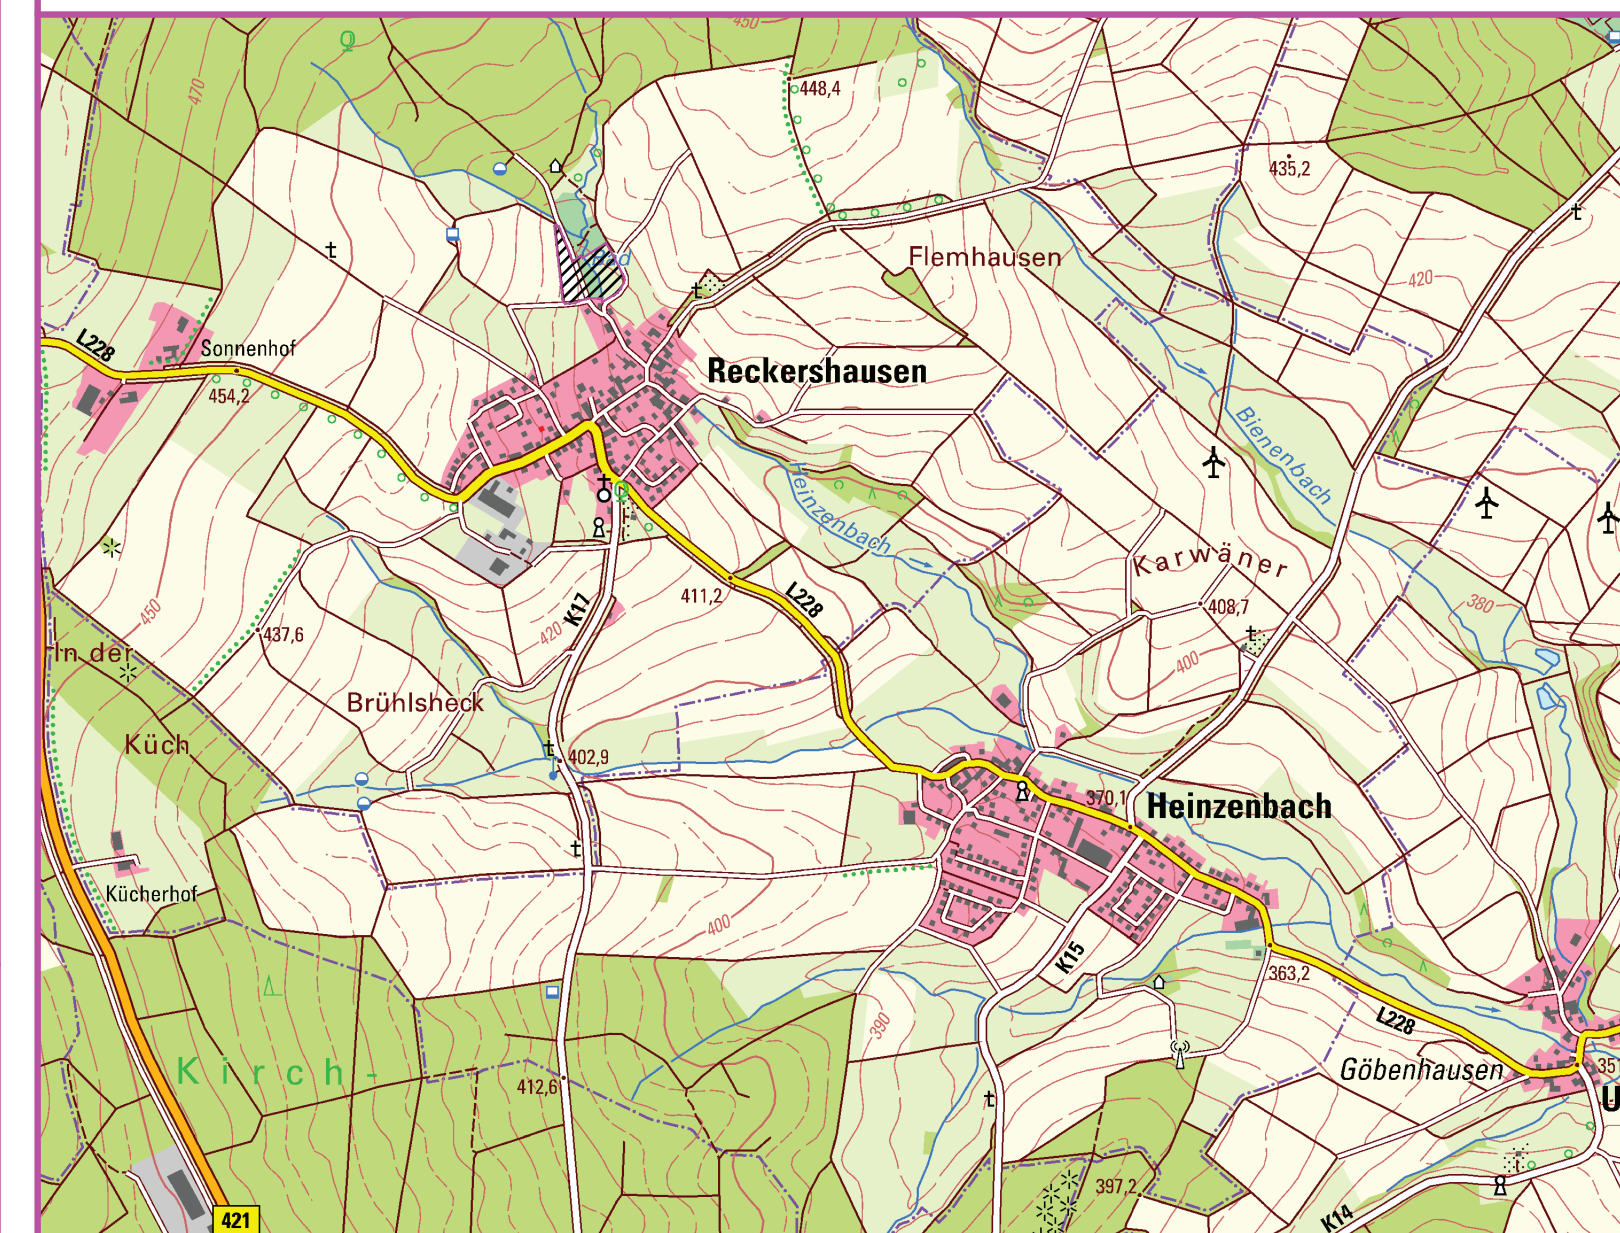 450
470
448,4
435,2
Flemhausen
Bad
420
L228
Sonnenhof
454,2
Reckershausen
Bienenbach
Heinzenbach
Karwäner
411,2
L228
K17
420
450
408,7
380
437,6
In der
Küch
400
Brühlsheck
402,9
370,1
Heinzenbach
Kücherhof
400
K15
363,2
390
L228
Kirch-
412,6
Göbenhausen
35
U
397,2
421
K14